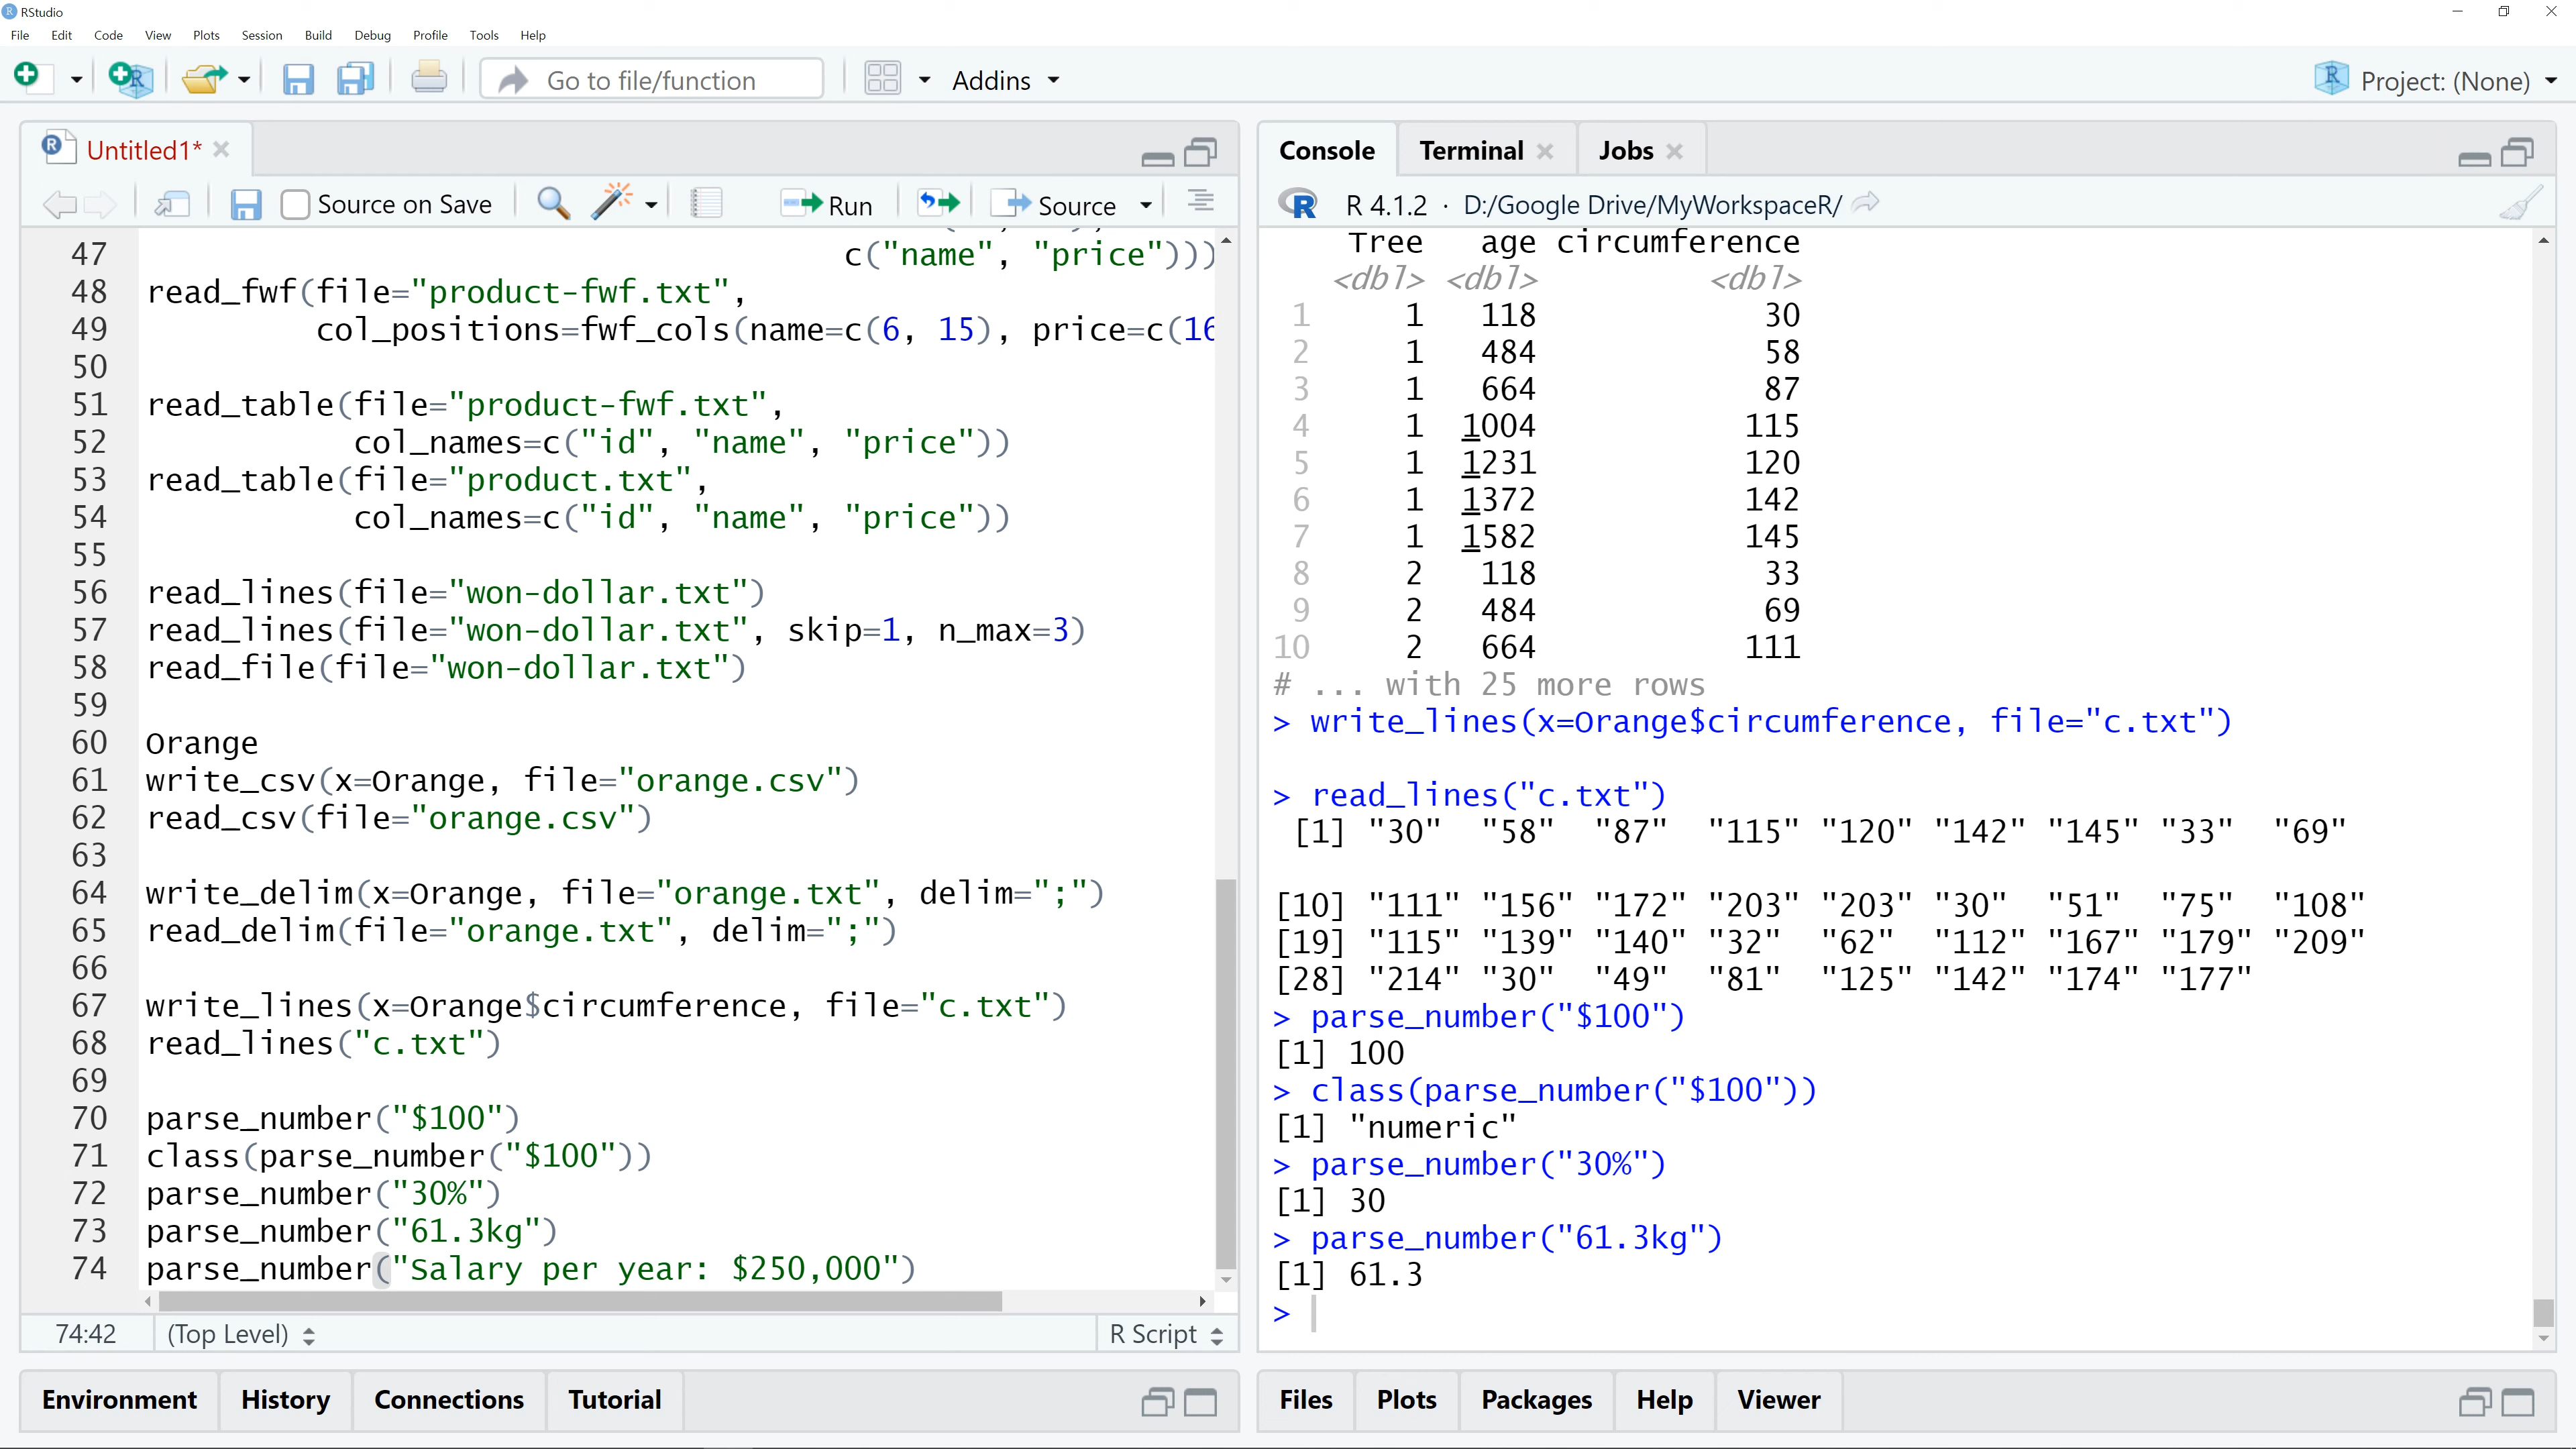 RStudio
File Edit Code View Plots Session Build Debug Profile Tools Help
Go to file/function Addins Project: (None)
Untitled1*
Source on Save Run Source
47 c("name", "price")))
48 read_fwf(file="product-fwf.txt",
49 col_positions=fwf_cols(name=c(6, 15), price=c(16
50
51 read_table(file="product-fwf.txt",
52 col_names=c("id", "name", "price"))
53 read_table(file="product.txt",
54 col_names=c("id", "name", "price"))
55
56 read_lines(file="won-dollar.txt")
57 read_lines(file="won-dollar.txt", skip=1, n_max=3)
58 read_file(file="won-dollar.txt")
59
60 Orange
61 write_csv(x=Orange, file="orange.csv")
62 read_csv(file="orange.csv")
63
64 write_delim(x=Orange, file="orange.txt", delim=";")
65 read_delim(file="orange.txt", delim=";")
66
67 write_lines(x=Orange$circumference, file="c.txt")
68 read_lines("c.txt")
69
70 parse_number("$100")
71 class(parse_number("$100"))
72 parse_number("30%")
73 parse_number("61.3kg")
74 parse_number("Salary per year: $250,000")
74:42 (Top Level) R Script
Environment History Connections Tutorial
Console Terminal Jobs
R 4.1.2 · D:/Google Drive/MyWorkspaceR/
Tree age circumference
<dbl> <dbl> <dbl>
1 1 118 30
2 1 484 58
3 1 664 87
4 1 1004 115
5 1 1231 120
6 1 1372 142
7 1 1582 145
8 2 118 33
9 2 484 69
10 2 664 111
# ... with 25 more rows
> write_lines(x=Orange$circumference, file="c.txt")
> read_lines("c.txt")
[1] "30" "58" "87" "115" "120" "142" "145" "33" "69"
[10] "111" "156" "172" "203" "203" "30" "51" "75" "108"
[19] "115" "139" "140" "32" "62" "112" "167" "179" "209"
[28] "214" "30" "49" "81" "125" "142" "174" "177"
> parse_number("$100")
[1] 100
> class(parse_number("$100"))
[1] "numeric"
> parse_number("30%")
[1] 30
> parse_number("61.3kg")
[1] 61.3
>
Files Plots Packages Help Viewer